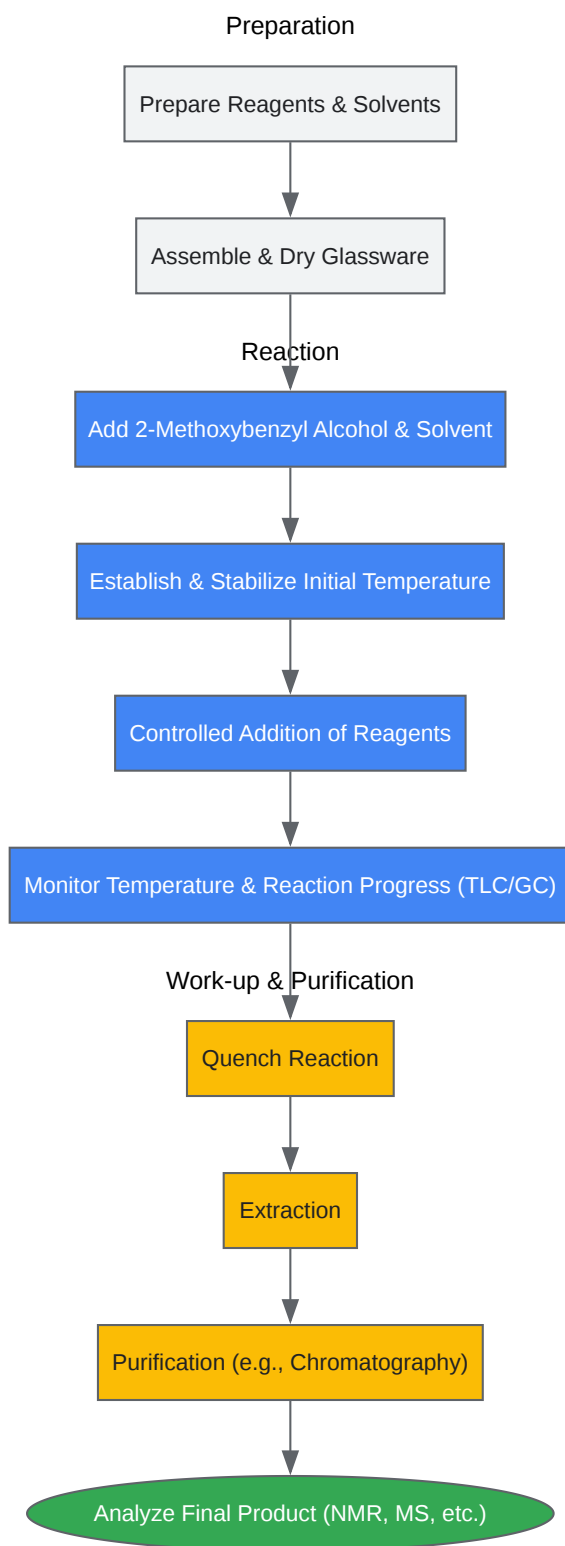 Preparation
Prepare Reagents & Solvents
Assemble & Dry Glassware
Reaction
Add 2-Methoxybenzyl Alcohol & Solvent
Establish & Stabilize Initial Temperature
Controlled Addition of Reagents
Monitor Temperature & Reaction Progress (TLC/GC)
Work-up & Purification
Quench Reaction
Extraction
Purification (e.g., Chromatography)
Analyze Final Product (NMR, MS, etc.)